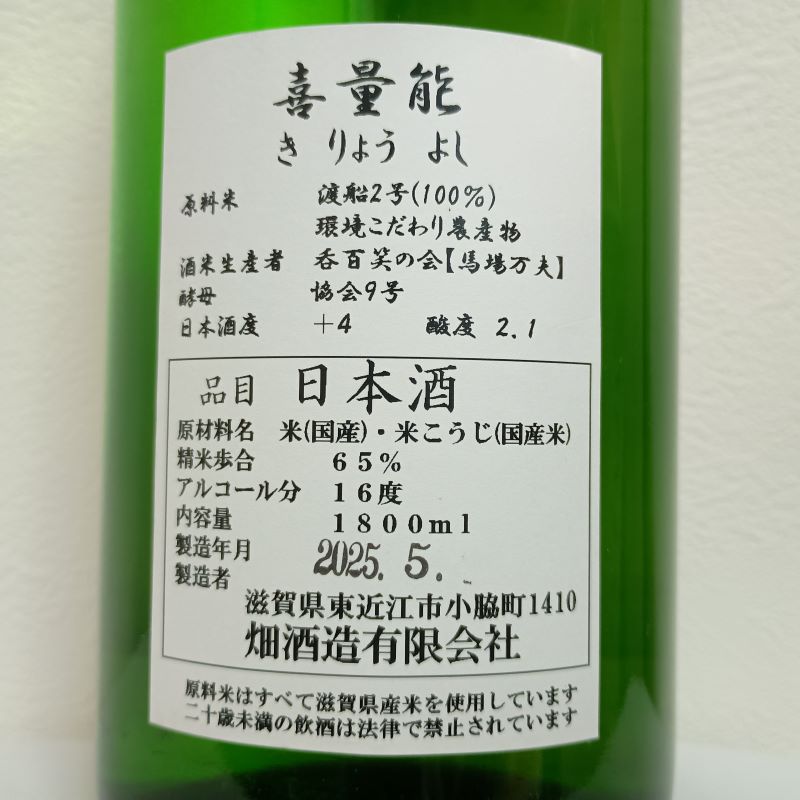 喜量能
き りょう よし
原料米 渡船2号(100%)
環境こだわり農産物
酒米生産者 呑百笑の会【馬場万夫】
酵母 協会9号
日本酒度 +4 酸度 2.1
品目 日本酒
原材料名 米(国産)・米こうじ(国産米)
精米歩合 65%
アルコール分 16度
内容量 1800ml
製造年月 2025.5.
製造者
滋賀県東近江市小脇町1410
畑酒造有限会社
原料米はすべて滋賀県産米を使用しています
二十歳未満の飲酒は法律で禁止されています